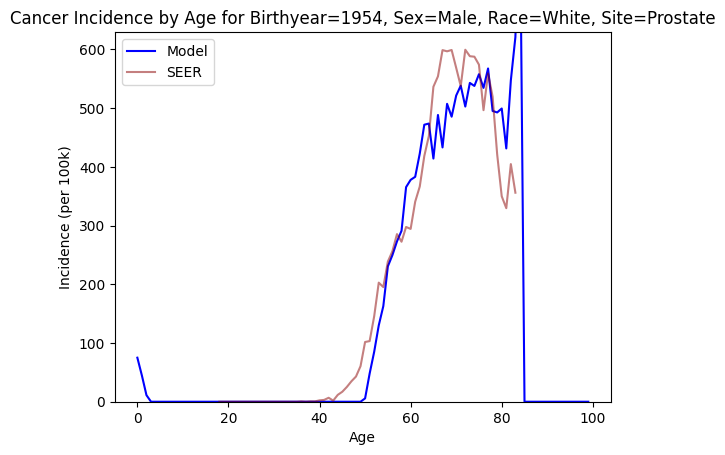 Cancer Incidence by Age for Birthyear=1954, Sex=Male, Race=White, Site=Prostate
Model
SEER
600
500
400
300
200
100
0
Incidence (per 100k)
0 20 40 60 80 100
Age